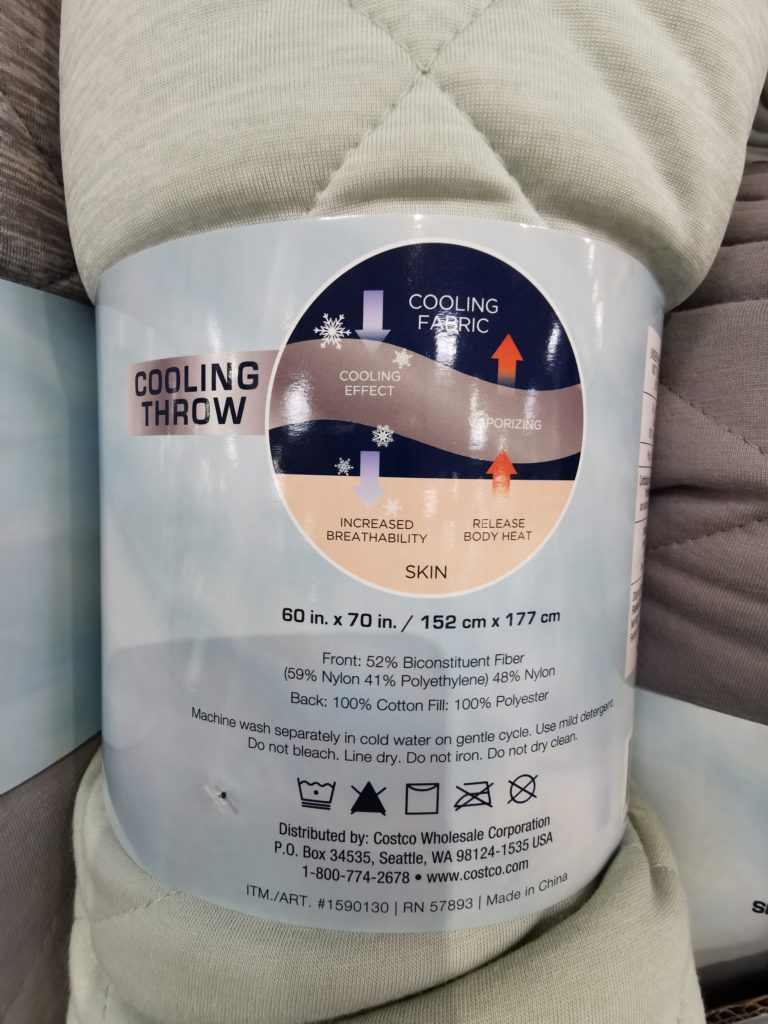 COOLING
FABRIC
COOLING
THROW
COOLING
EFFECT
VAPORIZING
INCREASED
BREATHABILITY
RELEASE
BODY HEAT
SKIN
60 in. x 70 in. / 152 cm x 177 cm
Front: 52% Biconstituent Fiber
(59% Nylon 41% Polyethylene) 48% Nylon
Back: 100% Cotton Fill: 100% Polyester
Machine wash separately in cold water on gentle cycle. Use mild detergent.
Do not bleach. Line dry. Do not iron. Do not dry clean.
Distributed by: Costco Wholesale Corporation
P.O. Box 34535, Seattle, WA 98124-1535 USA
1-800-774-2678 • www.costco.com
ITM./ART. #1590130 | RN 57893 | Made in China